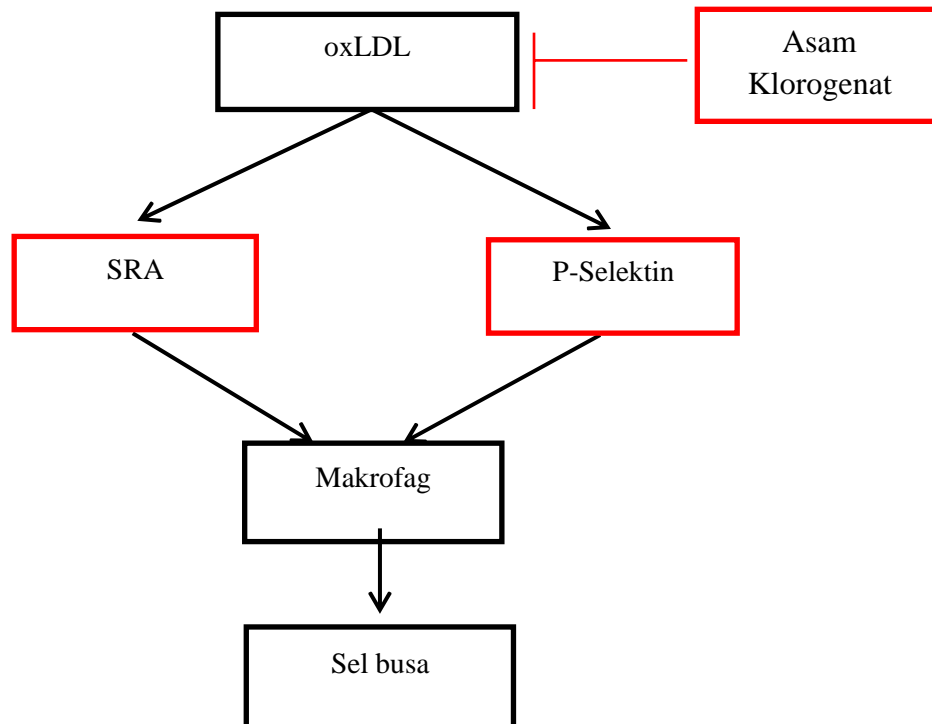 oxLDL
Asam
Klorogenat
SRA
P-Selektin
Makrofag
Sel busa